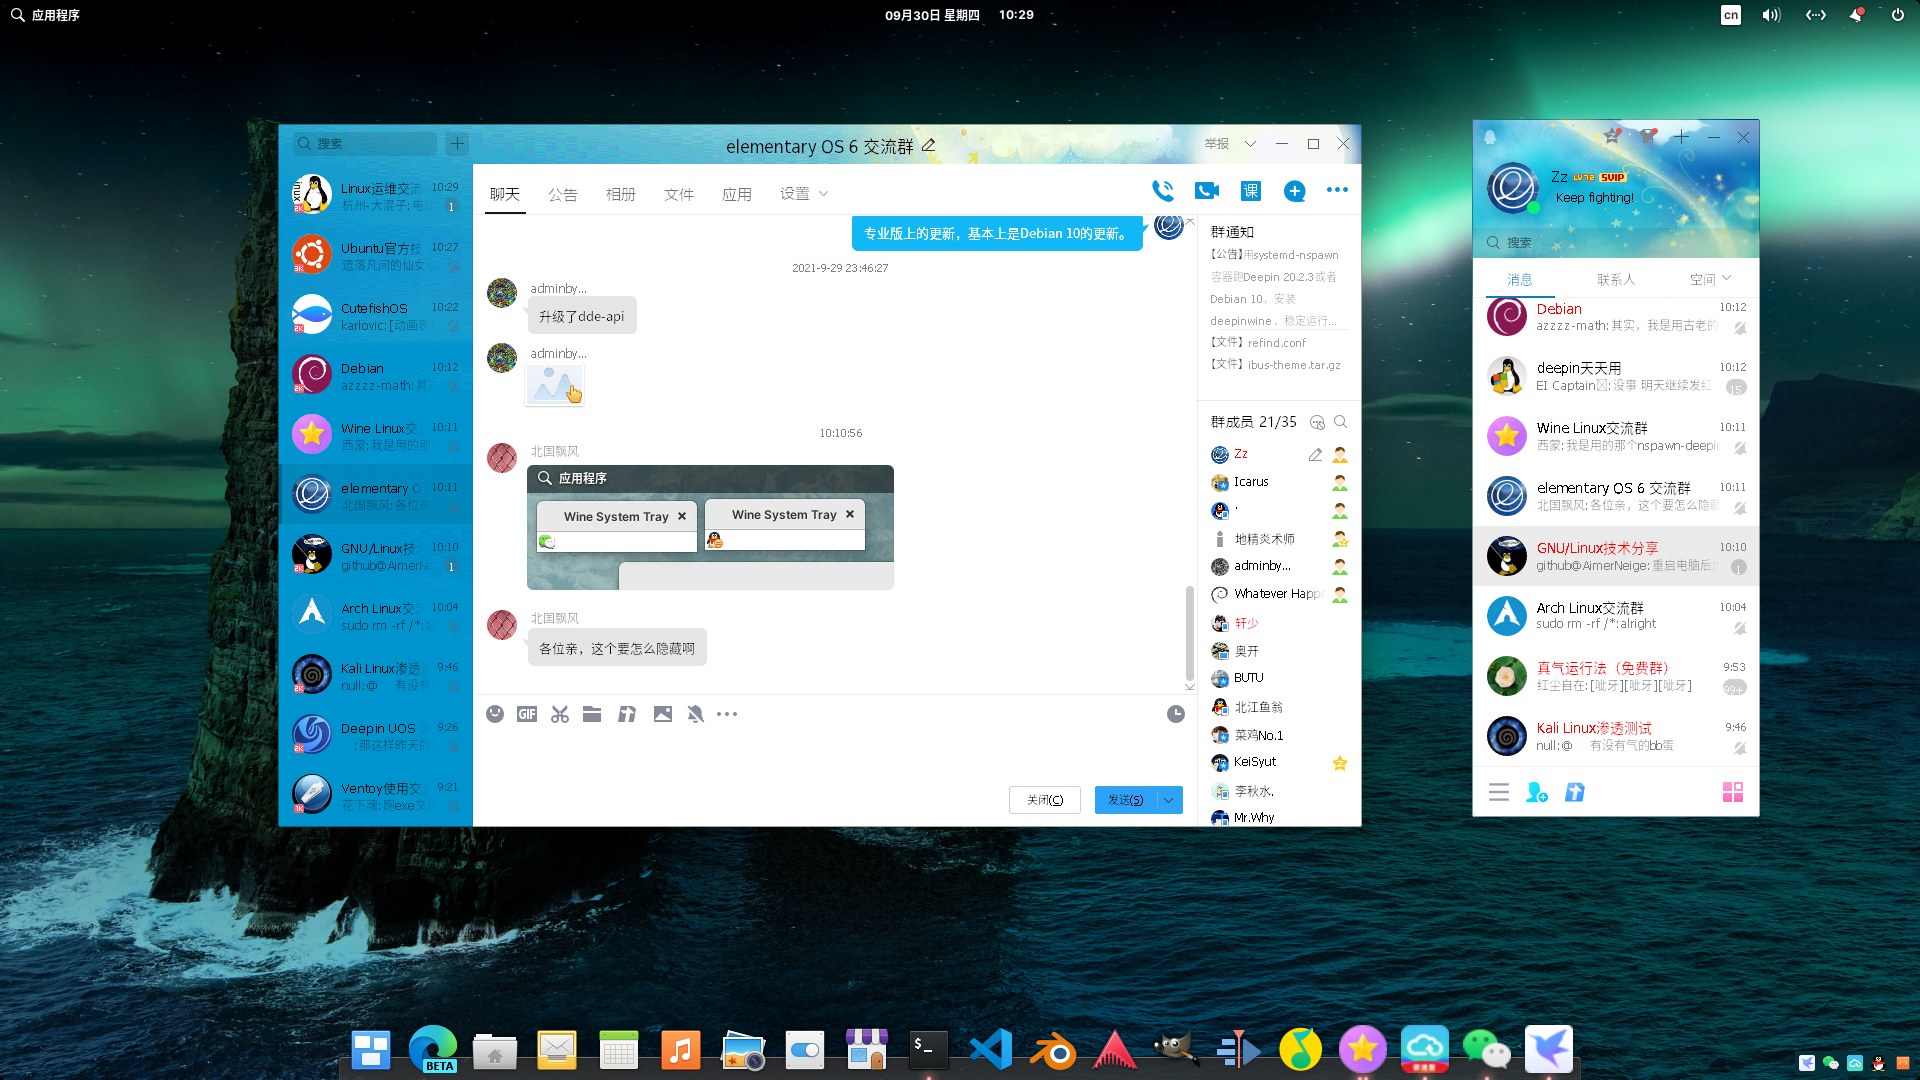 应用程序
09月30日 星期四 10:29
cn
搜索
elementary OS 6 交流群
举报
Linux运维交流 10:29
杭州-大混子: 电 1
Ubuntu官方技 10:27
遗落凡间的仙女
CutefishOS 10:22
karlovic: [动画表
Debian 10:12
azzzz-math: 其
Wine Linux交 10:11
西蒙: 我是用的那
elementary O 10:11
北国飘风: 各位亲
GNU/Linux技 10:10
github@AimerNe 1
Arch Linux交 10:04
sudo rm -rf /*: al
Kali Linux渗透 9:46
null: @ 有没有
Deepin UOS 9:26
: 那这样昨天的
Ventoy使用交 9:21
花下魂: 跑exe文
聊天 公告 相册 文件 应用 设置
课
专业版上的更新，基本上是Debian 10的更新。
2021-9-29 23:46:27
adminby...
升级了dde-api
adminby...
10:10:56
北国飘风
应用程序
Wine System Tray ×
Wine System Tray ×
北国飘风
各位亲，这个要怎么隐藏啊
GIF
关闭(C) 发送(S)
群通知
【公告】用systemd-nspawn
容器跑Deepin 20.2.3或者
Debian 10，安装
deepinwine，稳定运行...
【文件】refind.conf
【文件】ibus-theme.tar.gz
群成员 21/35
Zz
Icarus
地精炎术师
adminby...
Whatever Happe
轩少
奥开
BUTU
北江鱼翁
菜鸡No.1
KeiSyut
李秋水.
Mr.Why
Zz LV72 SVIP
Keep fighting!
搜索
消息 联系人 空间
Debian 10:12
azzzz-math: 其实，我是用古老的
deepin天天用 10:12
EI Captain: 没事 明天继续发红 15
Wine Linux交流群 10:11
西蒙: 我是用的那个nspawn-deepin
elementary OS 6 交流群 10:11
北国飘风: 各位亲，这个要怎么隐藏
GNU/Linux技术分享 10:10
github@AimerNeige: 重启电脑后 1
Arch Linux交流群 10:04
sudo rm -rf /*: alright
真气运行法（免费群） 9:53
红尘自在: [呲牙][呲牙][呲牙] 99+
Kali Linux渗透测试 9:46
null: @ 有没有气的bb蛋
BETA
$_